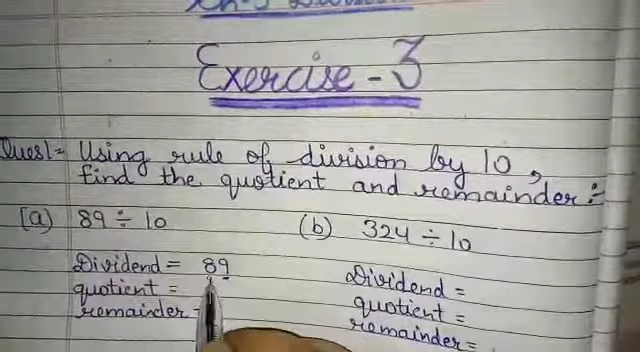 Exercise - 3
Ques1= Using rule of division by 10,
find the quotient and remainder :-
(a) 89 ÷ 10 (b) 324 ÷ 10
Dividend = 89
quotient =
remainder -
Dividend =
quotient =
remainder =